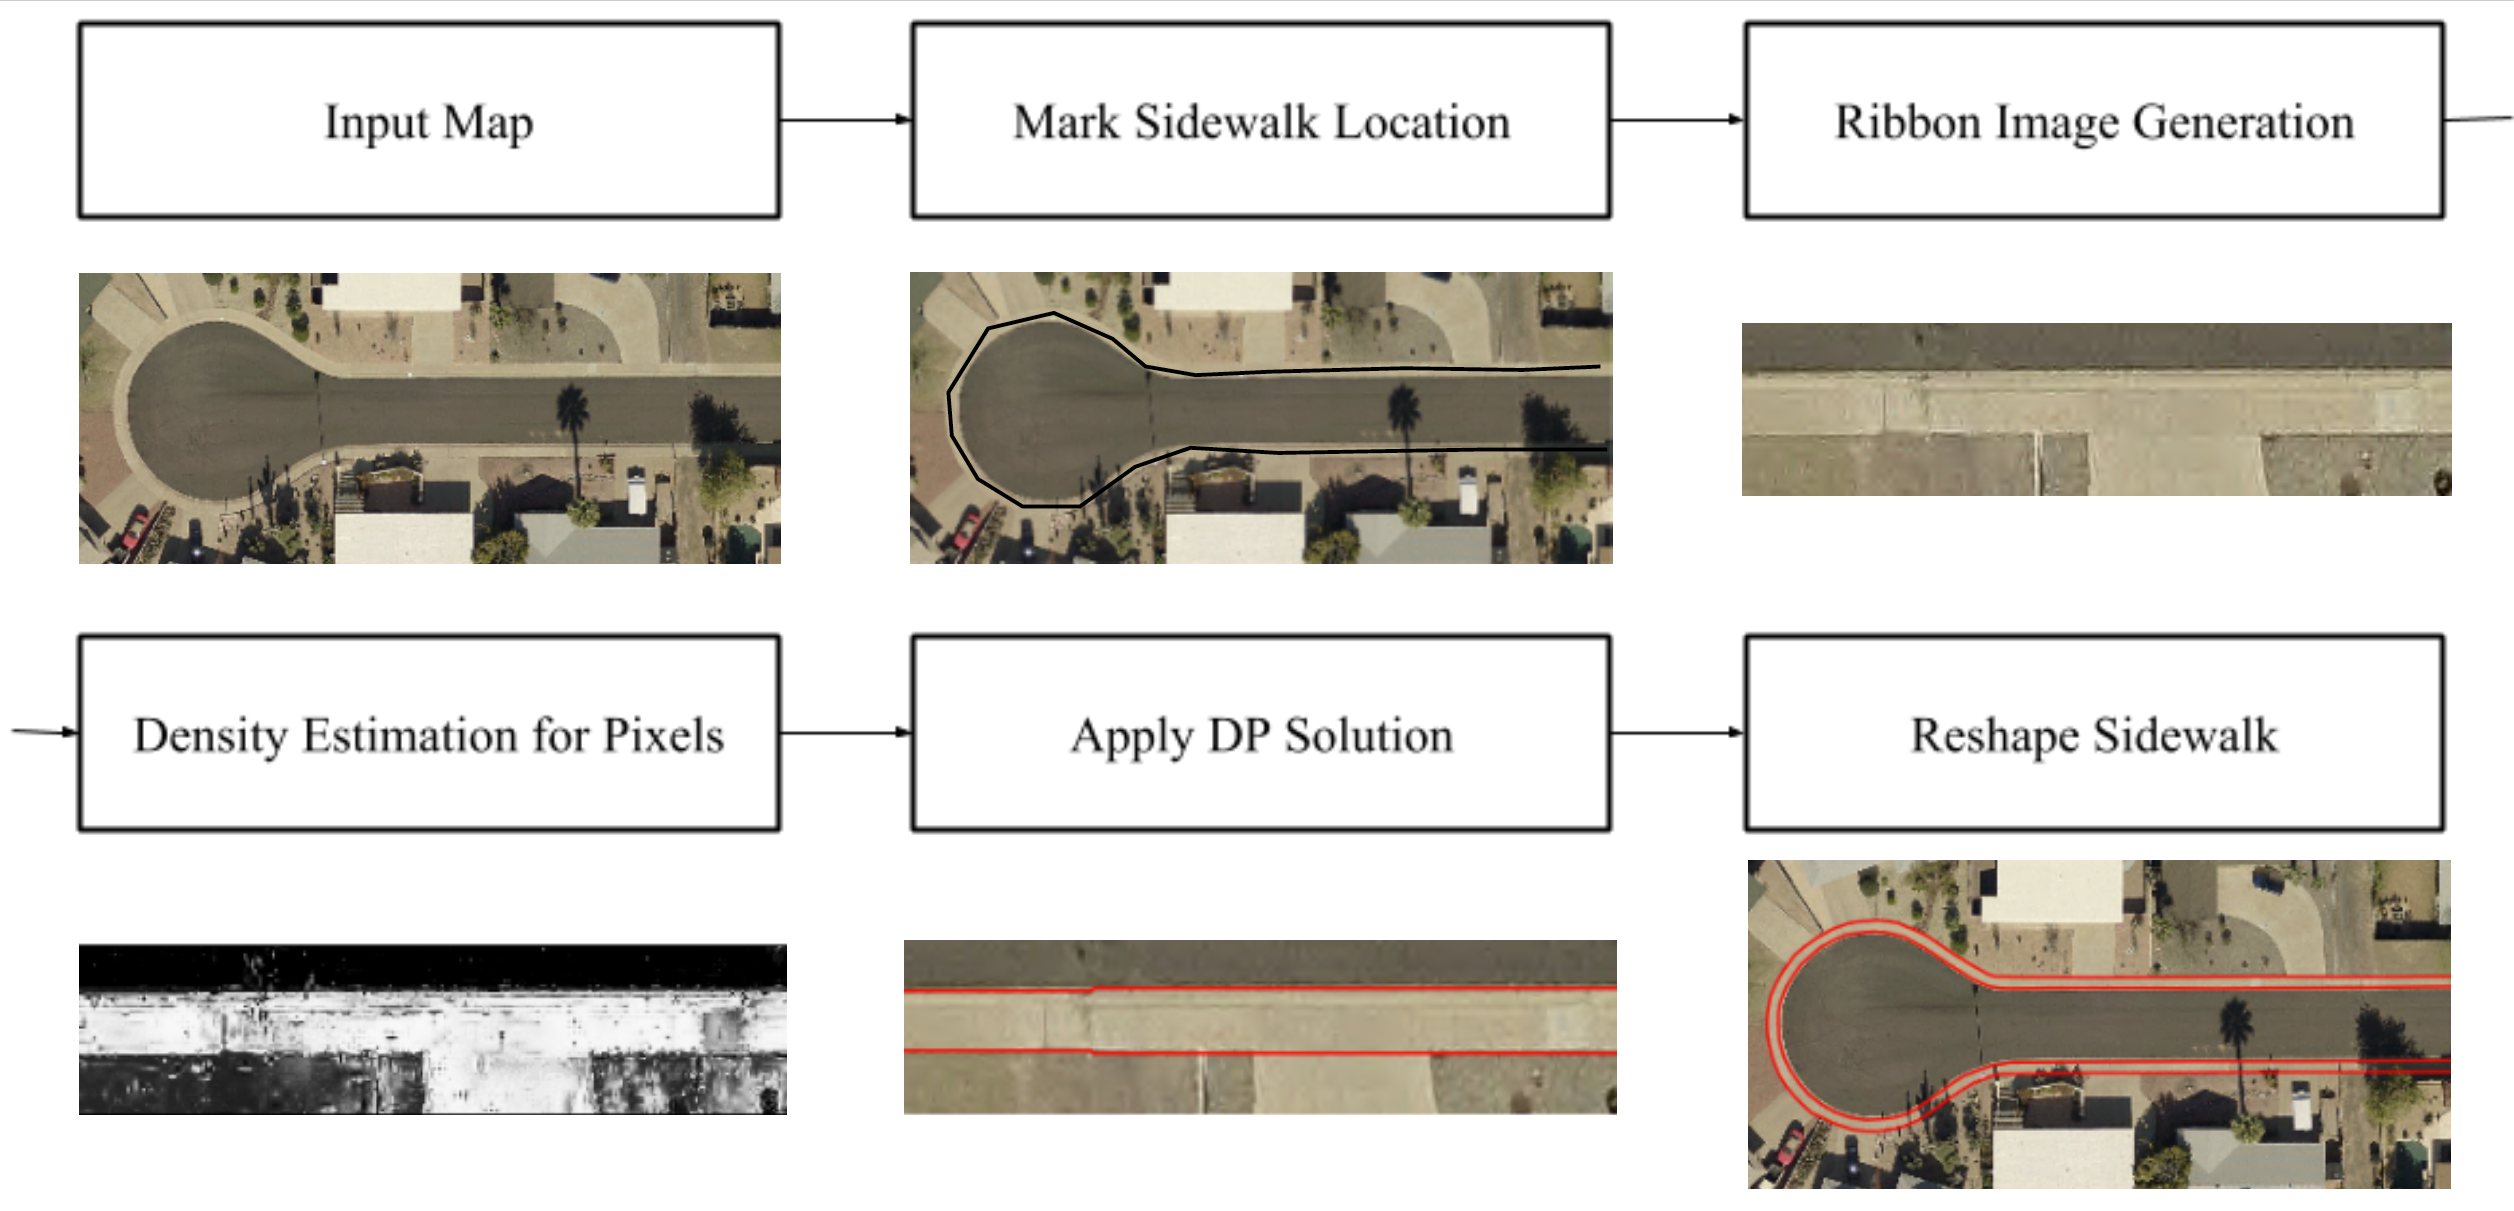 Input Map
Mark Sidewalk Location
Ribbon Image Generation
Density Estimation for Pixels
Apply DP Solution
Reshape Sidewalk